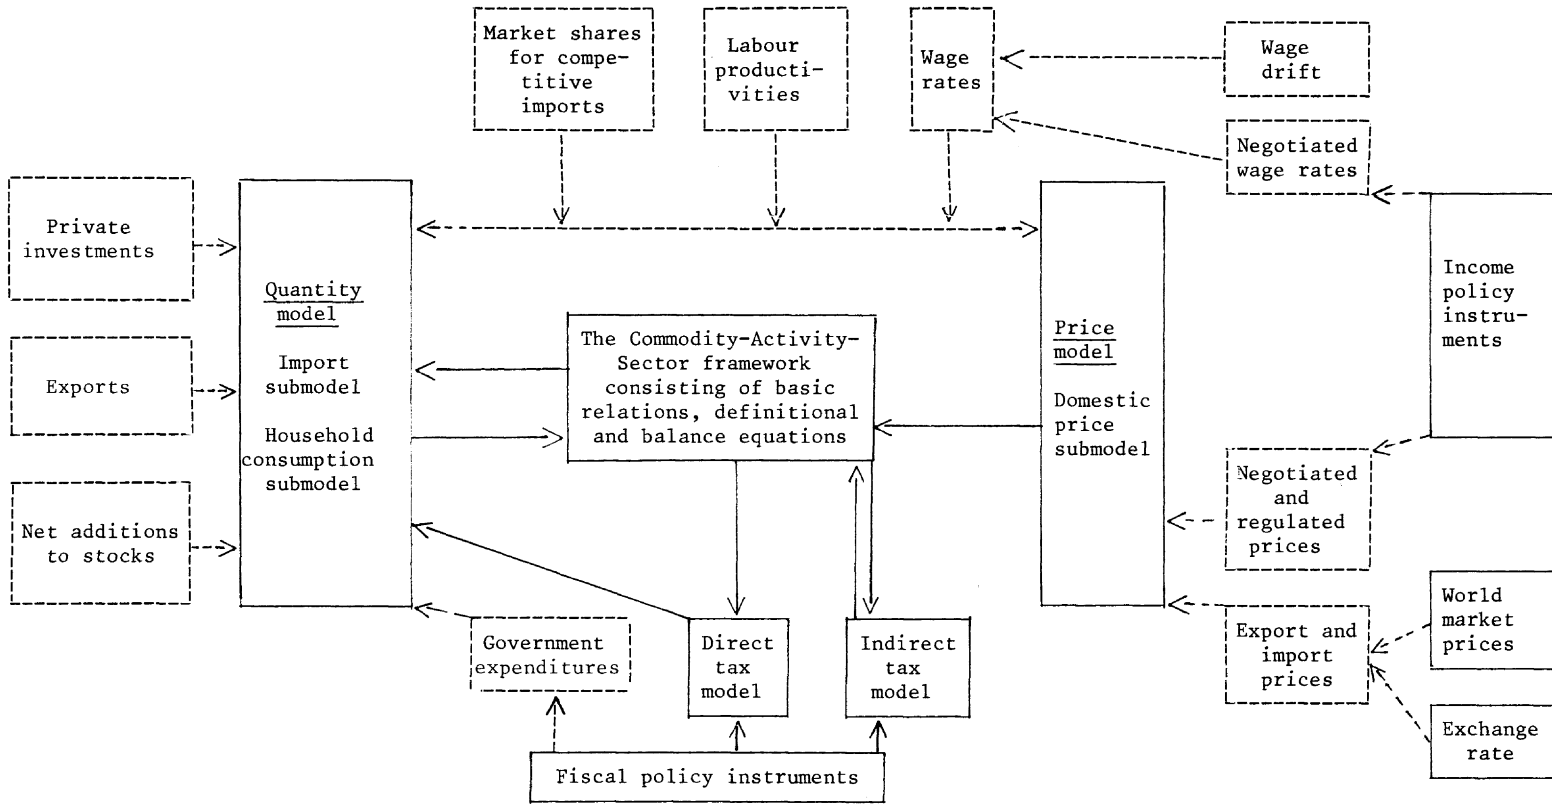 Market shares
for compe-
titive
imports
Labour
producti-
vities
Wage
rates
Wage
drift
Negotiated
wage rates
Private
investments
Exports
Net additions
to stocks
Quantity
model
Import
submodel
Household
consumption
submodel
The Commodity-Activity-
Sector framework
consisting of basic
relations, definitional
and balance equations
Price
model
Domestic
price
submodel
Income
policy
instru-
ments
Negotiated
and
regulated
prices
Export and
import
prices
World
market
prices
Exchange
rate
Government
expenditures
Direct
tax
model
Indirect
tax
model
Fiscal policy instruments